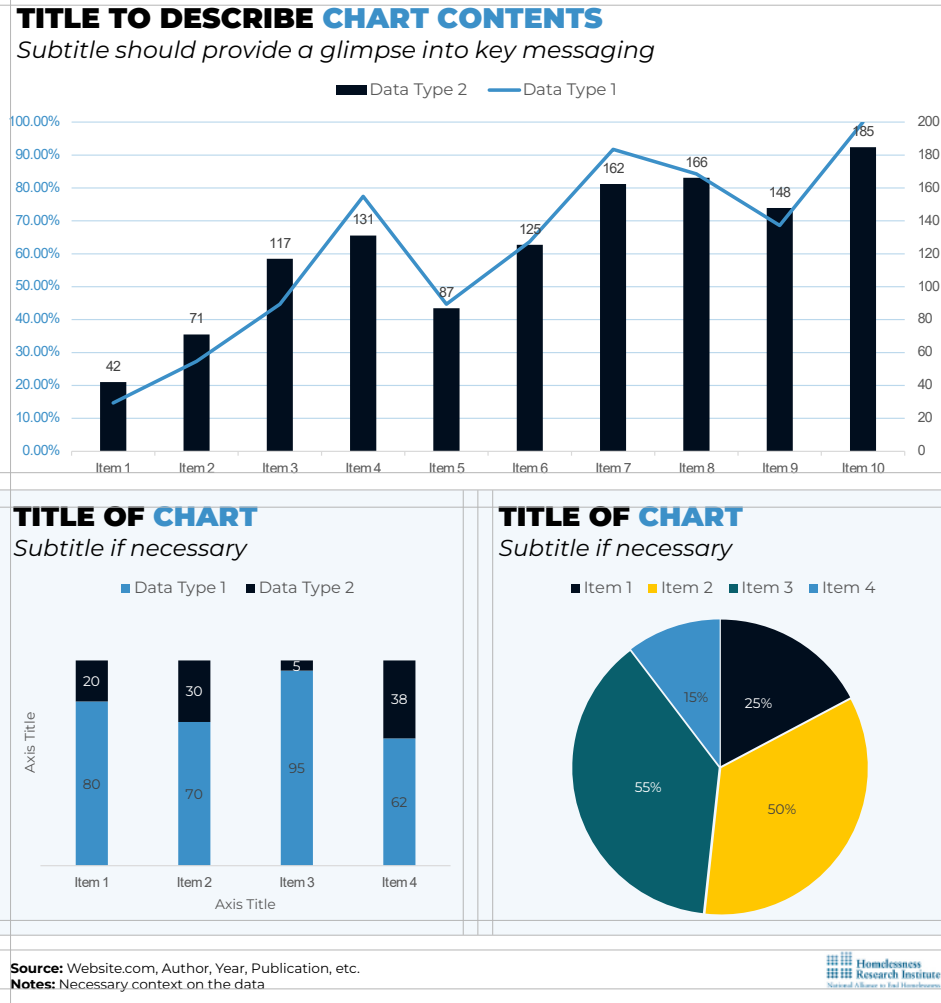 TITLE TO DESCRIBE CHART CONTENTS
Subtitle should provide a glimpse into key messaging
Data Type 2 Data Type 1
100.00% 185 200
90.00% 162 166 180
80.00% 160
70.00% 131 148 140
60.00% 117 125 120
50.00% 87 100
40.00% 71 80
30.00% 60
20.00% 42 40
10.00% 20
0.00% 0
Item 1 Item 2 Item 3 Item 4 Item 5 Item 6 Item 7 Item 8 Item 9 Item 10
TITLE OF CHART
Subtitle if necessary
Data Type 1 Data Type 2
20 30 5 38
Axis Title
80 70 95 62
Item 1 Item 2 Item 3 Item 4
Axis Title
TITLE OF CHART
Subtitle if necessary
Item 1 Item 2 Item 3 Item 4
15% 25%
55% 50%
Source: Website.com, Author, Year, Publication, etc.
Notes: Necessary context on the data
Homelessness
Research Institute
National Alliance to End Homelessness